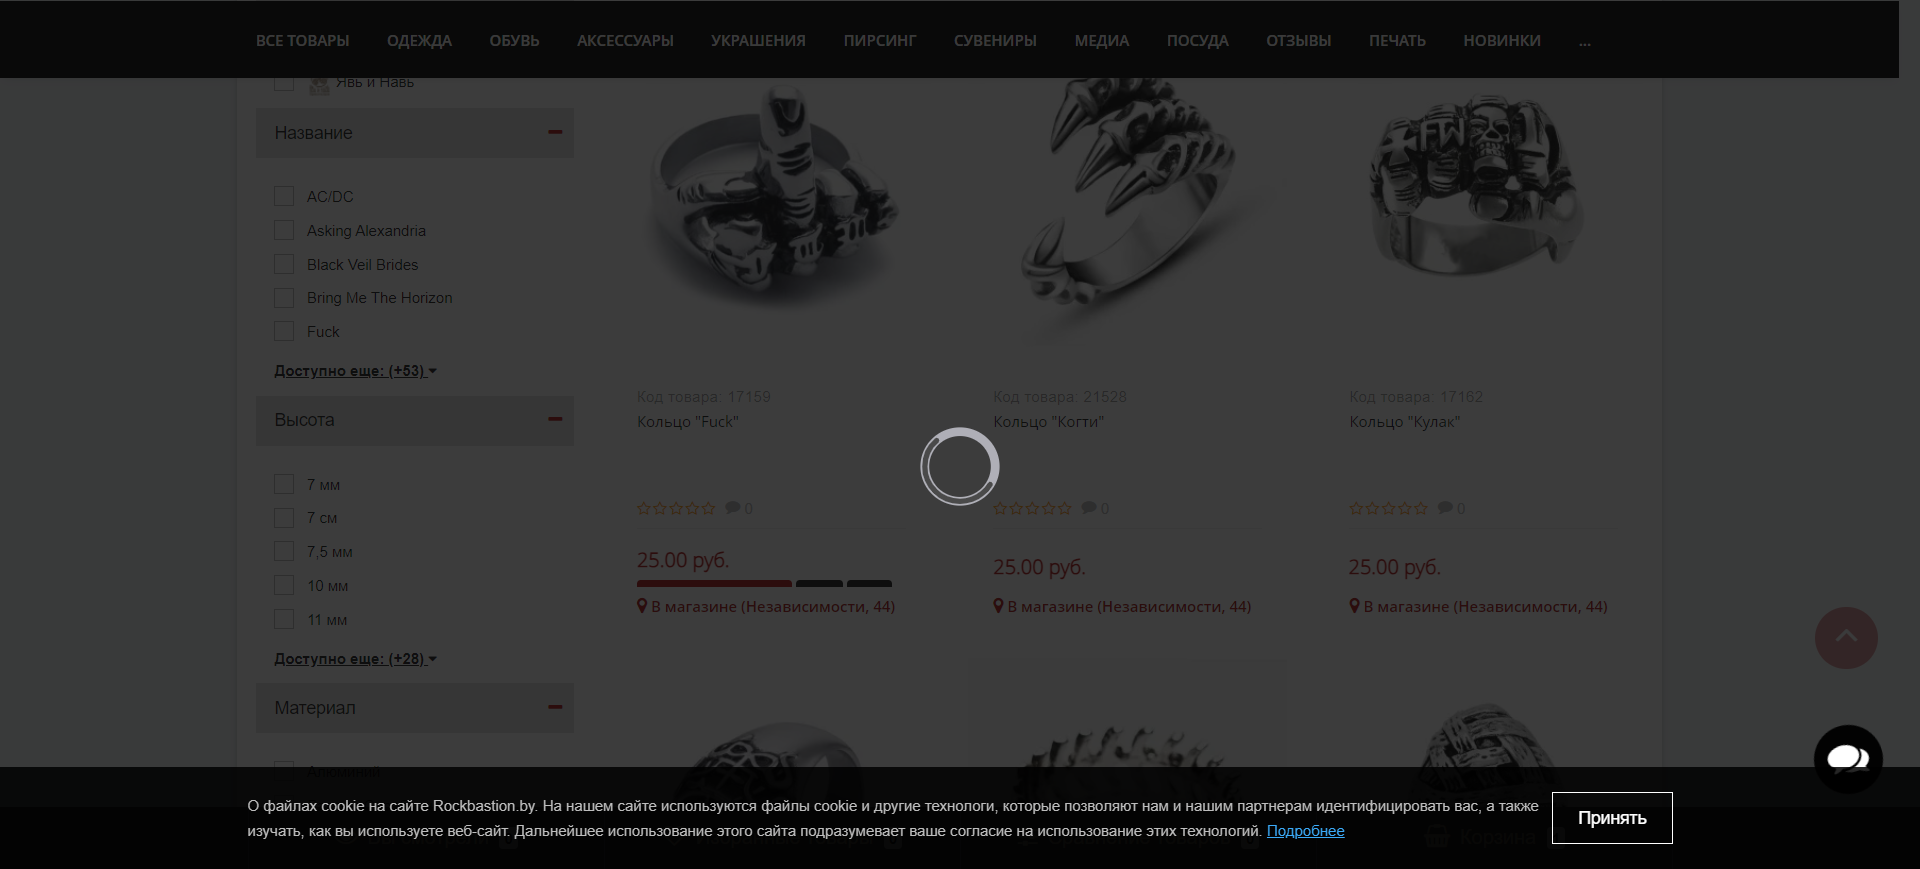 ВСЕ ТОВАРЫ ОДЕЖДА ОБУВЬ АКСЕССУАРЫ УКРАШЕНИЯ ПИРСИНГ СУВЕНИРЫ МЕДИА ПОСУДА ОТЗЫВЫ ПЕЧАТЬ НОВИНКИ ...
Явь и Навь
Название
AC/DC
Asking Alexandria
Black Veil Brides
Bring Me The Horizon
Fuck
Доступно еще: (+53)
Высота
7 мм
7 см
7,5 мм
10 мм
11 мм
Доступно еще: (+28)
Материал
Алюминий
FW
Код товара: 17159
Кольцо "Fuck"
0
25.00 руб.
В магазине (Независимости, 44)
Код товара: 21528
Кольцо "Когти"
0
25.00 руб.
В магазине (Независимости, 44)
Код товара: 17162
Кольцо "Кулак"
0
25.00 руб.
В магазине (Независимости, 44)
О файлах cookie на сайте Rockbastion.by. На нашем сайте используются файлы cookie и другие технологи, которые позволяют нам и нашим партнерам идентифицировать вас, а также
изучать, как вы используете веб-сайт. Дальнейшее использование этого сайта подразумевает ваше согласие на использование этих технологий. Подробнее
Принять
Корзина